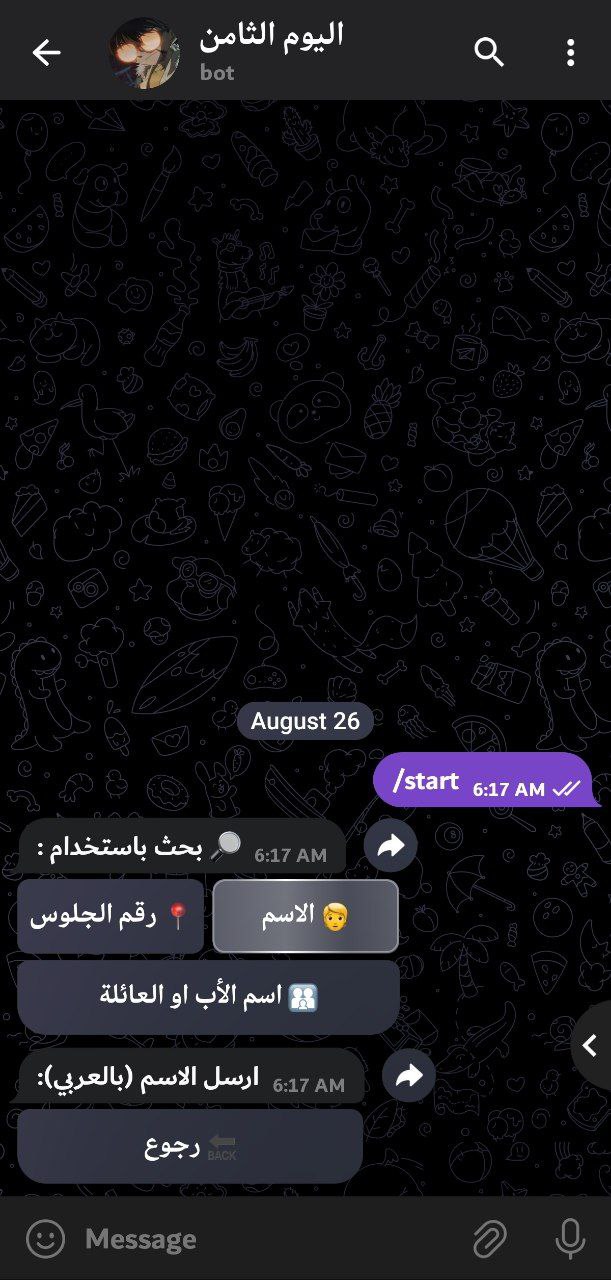 اليوم الثامن
bot
August 26
/start 6:17 AM
بحث باستخدام : 6:17 AM
الاسم
رقم الجلوس
اسم الأب او العائلة
ارسل الاسم (بالعربي): 6:17 AM
رجوع
BACK
Message